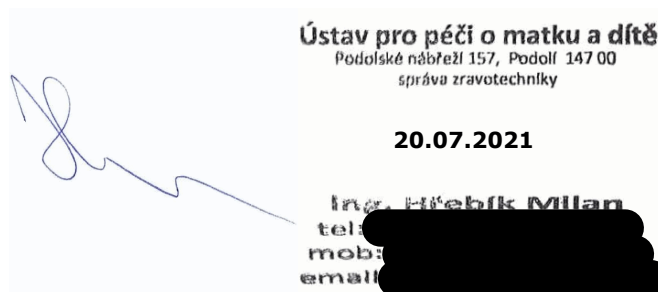 Ústav pro péči o matku a dítě
Podolské nábřeží 157, Podolí 147 00
správa zravotechniky
20.07.2021
Ing. Hřebík Milan
tel:
mob:
email